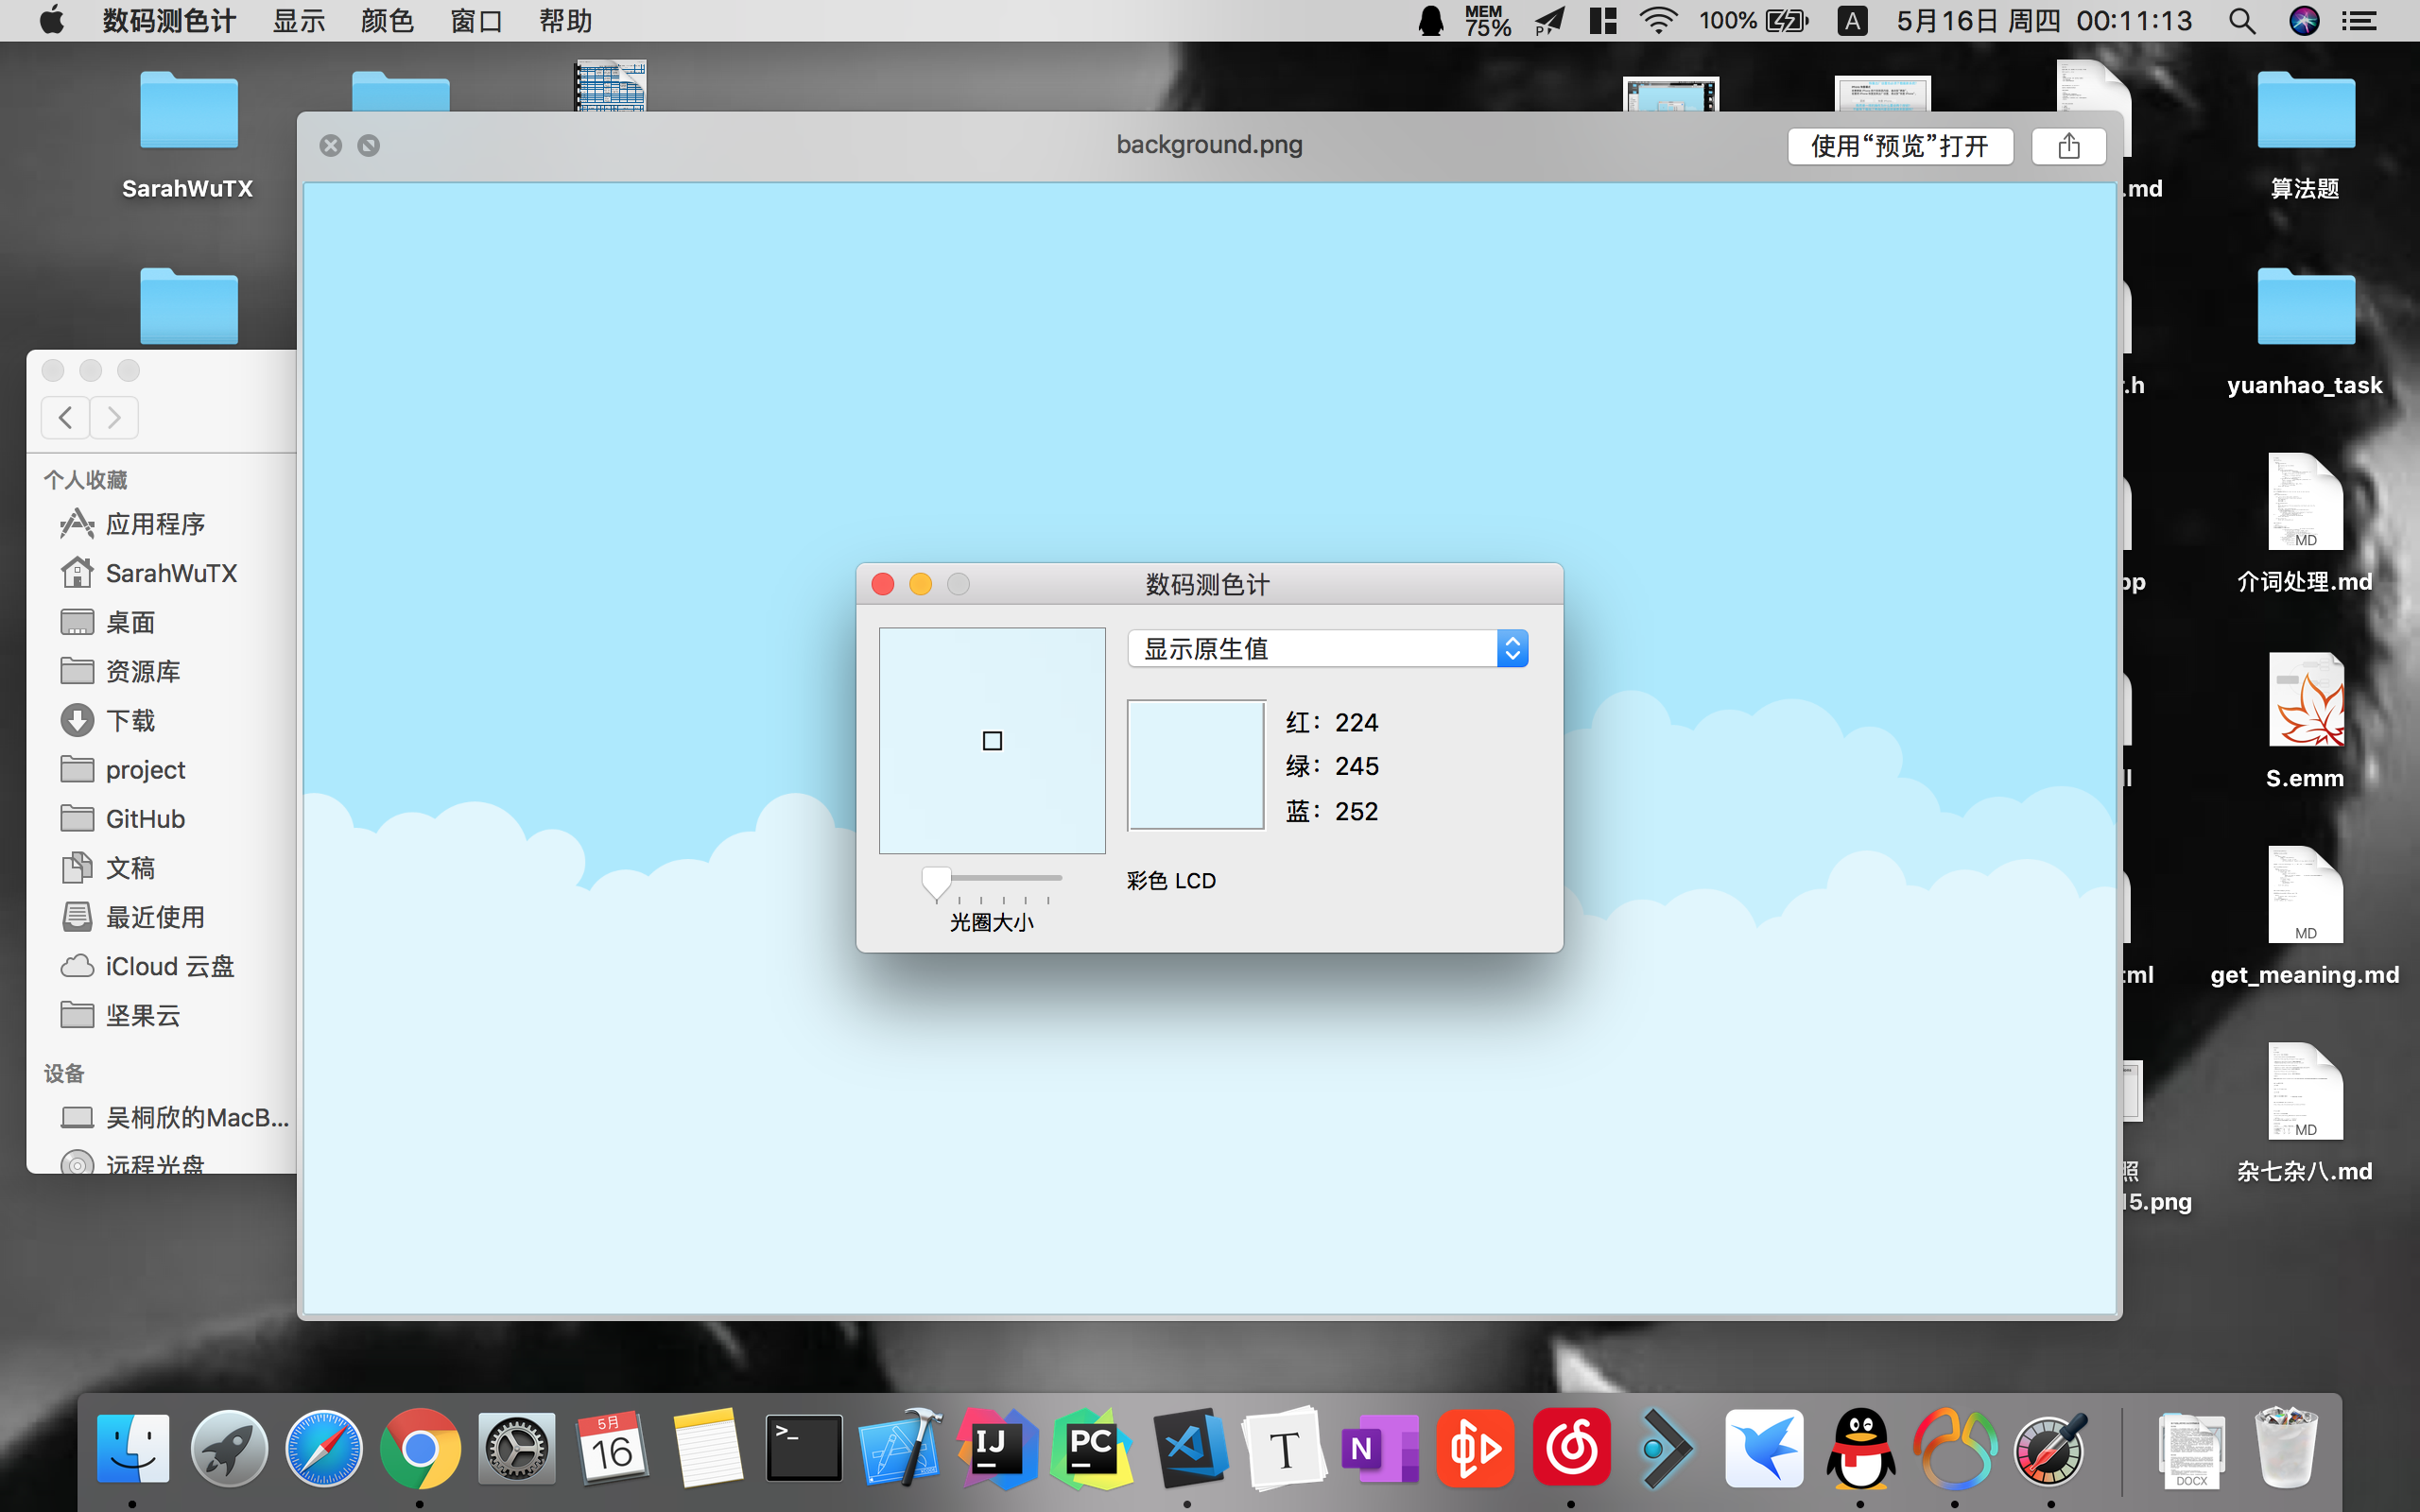 数码测色计 显示 颜色 窗口 帮助 MEM 75% P 100% A 5月16日 周四 00:11:13
SarahWuTX
background.png
使用“预览”打开
.md
算法题
.h
yuanhao_task
个人收藏
应用程序
SarahWuTX
桌面
资源库
下载
project
GitHub
文稿
最近使用
iCloud 云盘
坚果云
设备
吴桐欣的MacB...
远程光盘
数码测色计
显示原生值
红: 224
绿: 245
蓝: 252
光圈大小
彩色 LCD
MD
介词处理.md
S.emm
MD
get_meaning.md
MD
照
杂七杂八.md
15.png
5月
16
>_
IJ
PC
T
N
DOCX